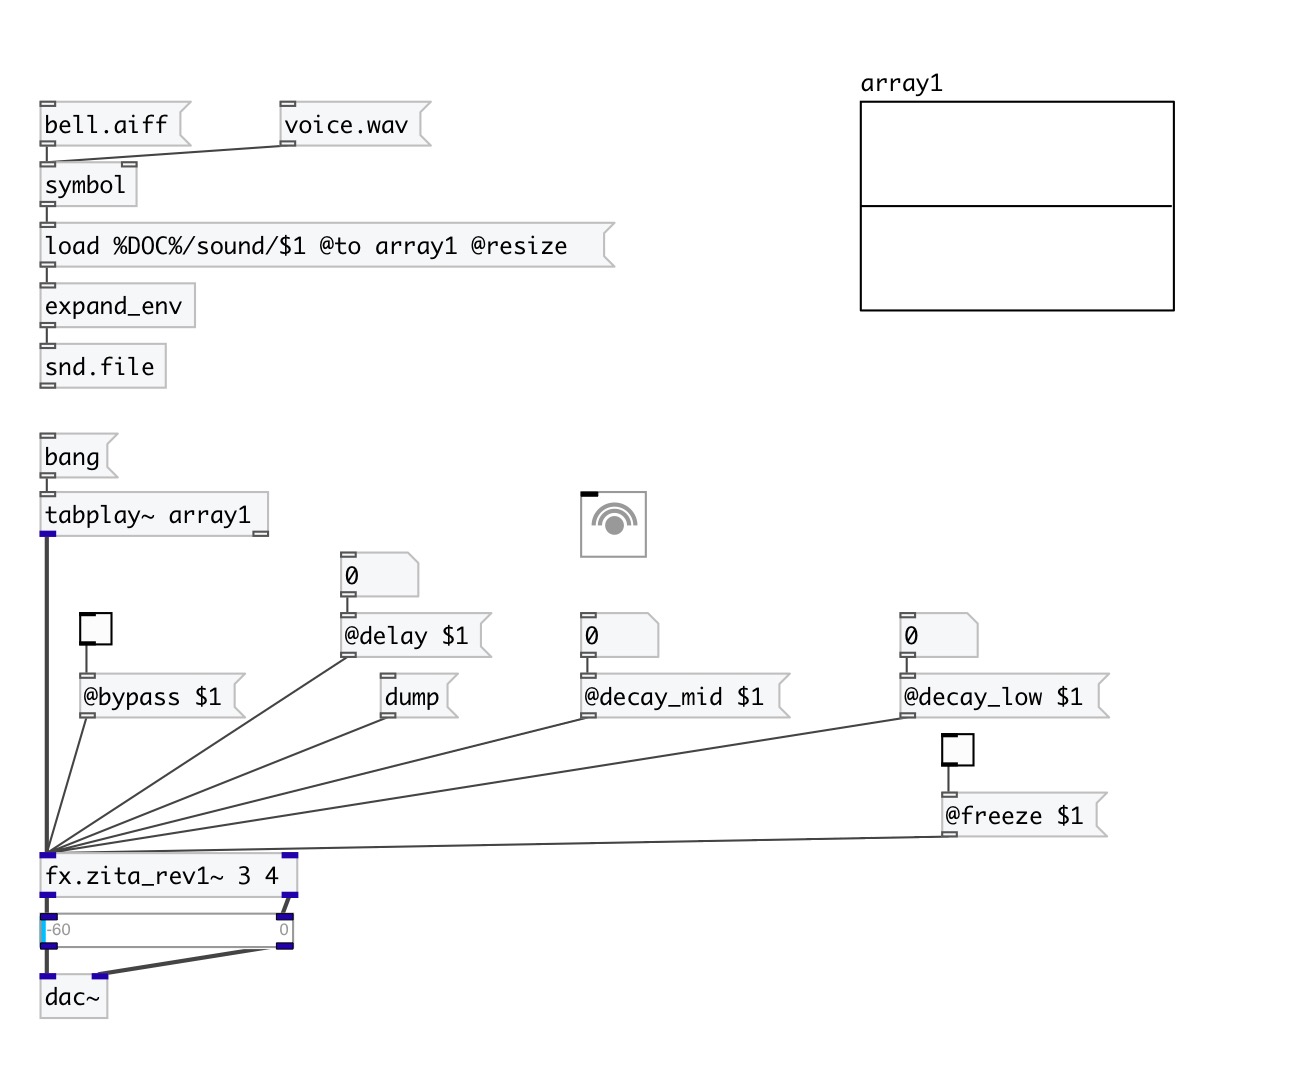 array1
bell.aiff
voice.wav
symbol
load %DOC%/sound/$1 @to array1 @resize
expand_env
snd.file
bang
tabplay~ array1
0
@delay $1
0
0
@bypass $1
dump
@decay_mid $1
@decay_low $1
@freeze $1
fx.zita_rev1~ 3 4
-60 0
dac~